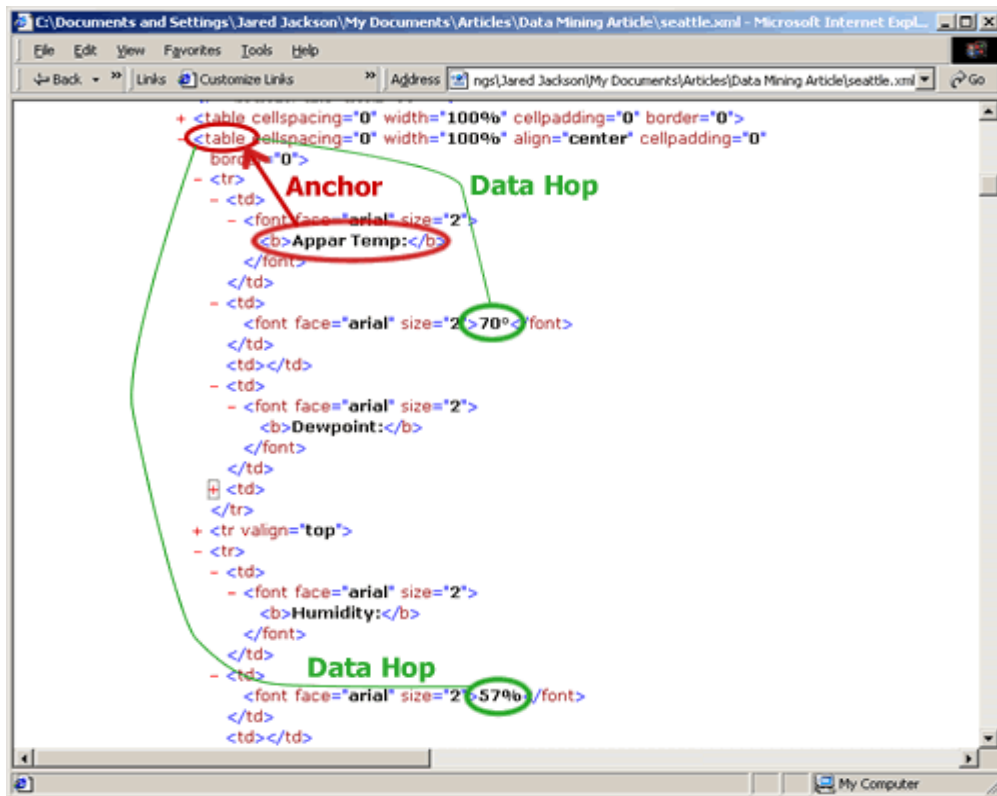 C:\Documents and Settings\Jared Jackson\My Documents\Articles\Data Mining Article\seattle.xml - Microsoft Internet Expl...
File Edit View Favorites Tools Help
Back » Links Customize Links » Address ngs\Jared Jackson\My Documents\Articles\Data Mining Article\seattle.xml Go
+ <table cellspacing="0" width="100%" cellpadding="0" border="0">
- <table cellspacing="0" width="100%" align="center" cellpadding="0"
border="0">
- <tr>
Anchor Data Hop
- <td>
- <font face="arial" size="2">
<b>Appar Temp:</b>
</font>
</td>
- <td>
<font face="arial" size="2">70°</font>
</td>
<td></td>
- <td>
- <font face="arial" size="2">
<b>Dewpoint:</b>
</font>
</td>
+ <td>
</tr>
+ <tr valign="top">
- <tr>
- <td>
- <font face="arial" size="2">
<b>Humidity:</b>
</font>
</td>
Data Hop
- <td>
<font face="arial" size="2">57%</font>
</td>
<td></td>
My Computer